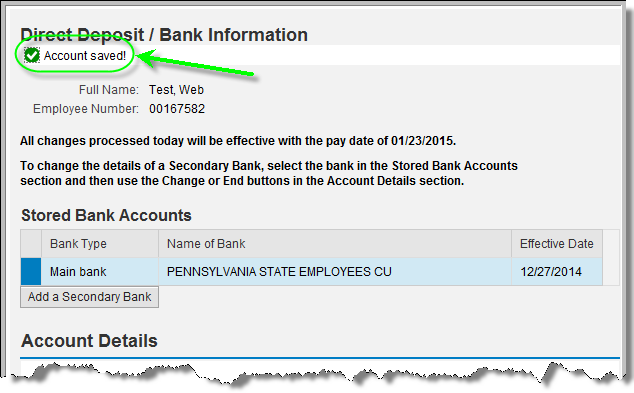 Direct Deposit / Bank Information
Account saved!
Full Name: Test, Web
Employee Number: 00167582
All changes processed today will be effective with the pay date of 01/23/2015.
To change the details of a Secondary Bank, select the bank in the Stored Bank Accounts
section and then use the Change or End buttons in the Account Details section.
Stored Bank Accounts
Bank Type Name of Bank Effective Date
Main bank PENNSYLVANIA STATE EMPLOYEES CU 12/27/2014
Add a Secondary Bank
Account Details